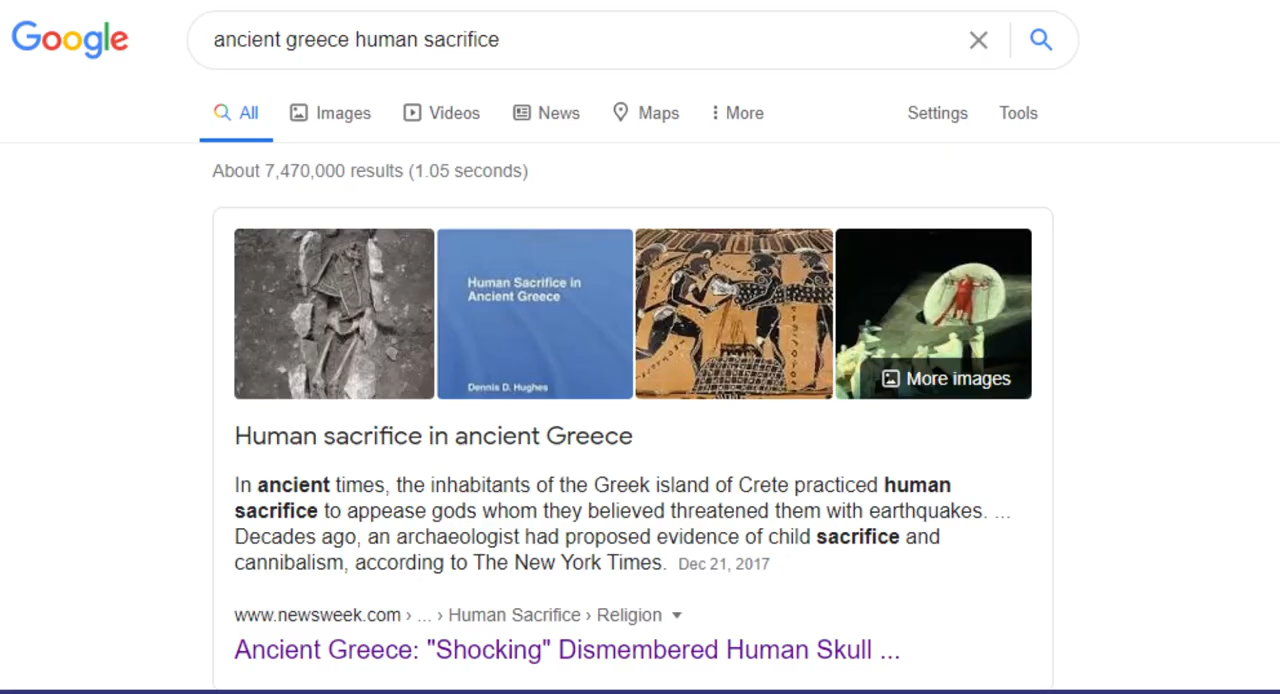 Google
ancient greece human sacrifice
All Images Videos News Maps More Settings Tools
About 7,470,000 results (1.05 seconds)
Human Sacrifice in
Ancient Greece
Dennis D. Hughes
More images
Human sacrifice in ancient Greece
In ancient times, the inhabitants of the Greek island of Crete practiced human
sacrifice to appease gods whom they believed threatened them with earthquakes. ...
Decades ago, an archaeologist had proposed evidence of child sacrifice and
cannibalism, according to The New York Times. Dec 21, 2017
www.newsweek.com › ... › Human Sacrifice › Religion
Ancient Greece: "Shocking" Dismembered Human Skull ...